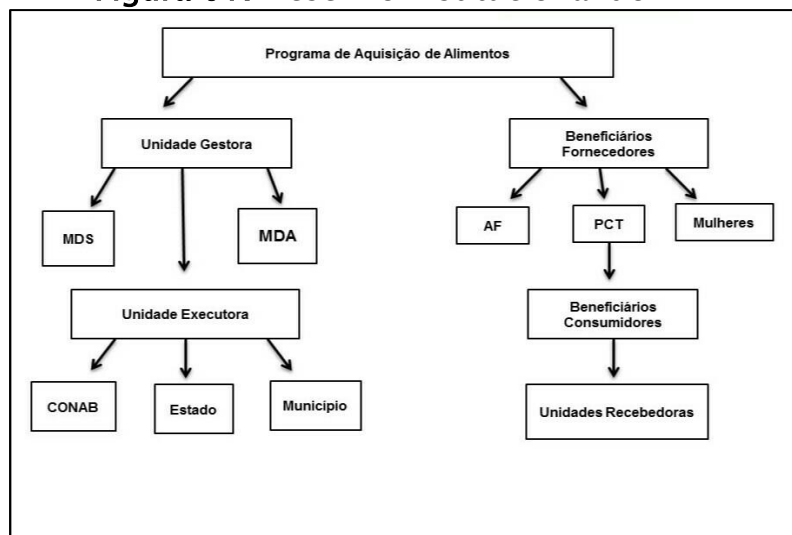 Programa de Aquisição de Alimentos
Unidade Gestora
Beneficiários
Fornecedores
MDS
MDA
AF
PCT
Mulheres
Unidade Executora
Beneficiários
Consumidores
CONAB
Estado
Município
Unidades Recebedoras